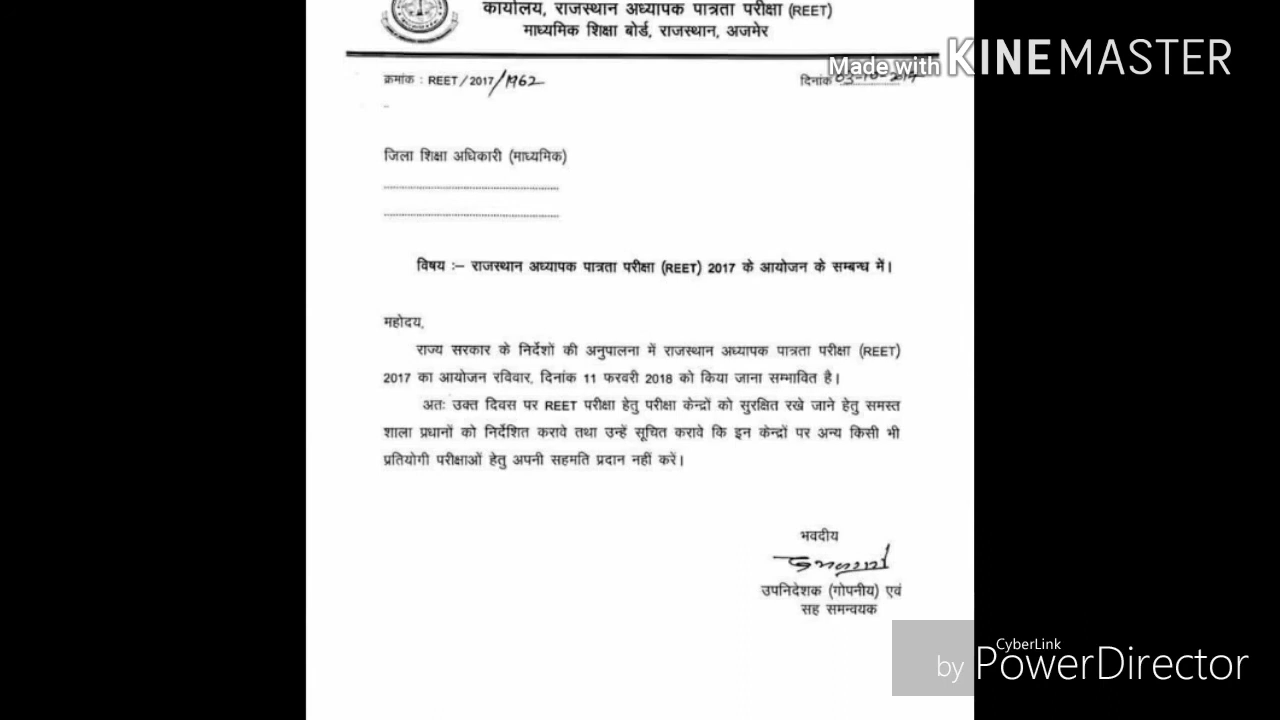 कार्यालय, राजस्थान अध्यापक पात्रता परीक्षा (REET)
माध्यमिक शिक्षा बोर्ड, राजस्थान, अजमेर
Made with KINEMASTER
क्रमांक : REET/2017/1962
दिनांक 03-10-2017
जिला शिक्षा अधिकारी (माध्यमिक)
विषय :– राजस्थान अध्यापक पात्रता परीक्षा (REET) 2017 के आयोजन के सम्बन्ध में।
महोदय,
राज्य सरकार के निर्देशों की अनुपालना में राजस्थान अध्यापक पात्रता परीक्षा (REET)
2017 का आयोजन रविवार, दिनांक 11 फरवरी 2018 को किया जाना सम्भावित है।
अतः उक्त दिवस पर REET परीक्षा हेतु परीक्षा केन्द्रों को सुरक्षित रखे जाने हेतु समस्त
शाला प्रधानों को निर्देशित करावे तथा उन्हें सूचित करावे कि इन केन्द्रों पर अन्य किसी भी
प्रतियोगी परीक्षाओं हेतु अपनी सहमति प्रदान नहीं करें।
भवदीय
उपनिदेशक (गोपनीय) एवं
सह समन्वयक
CyberLink
by PowerDirector